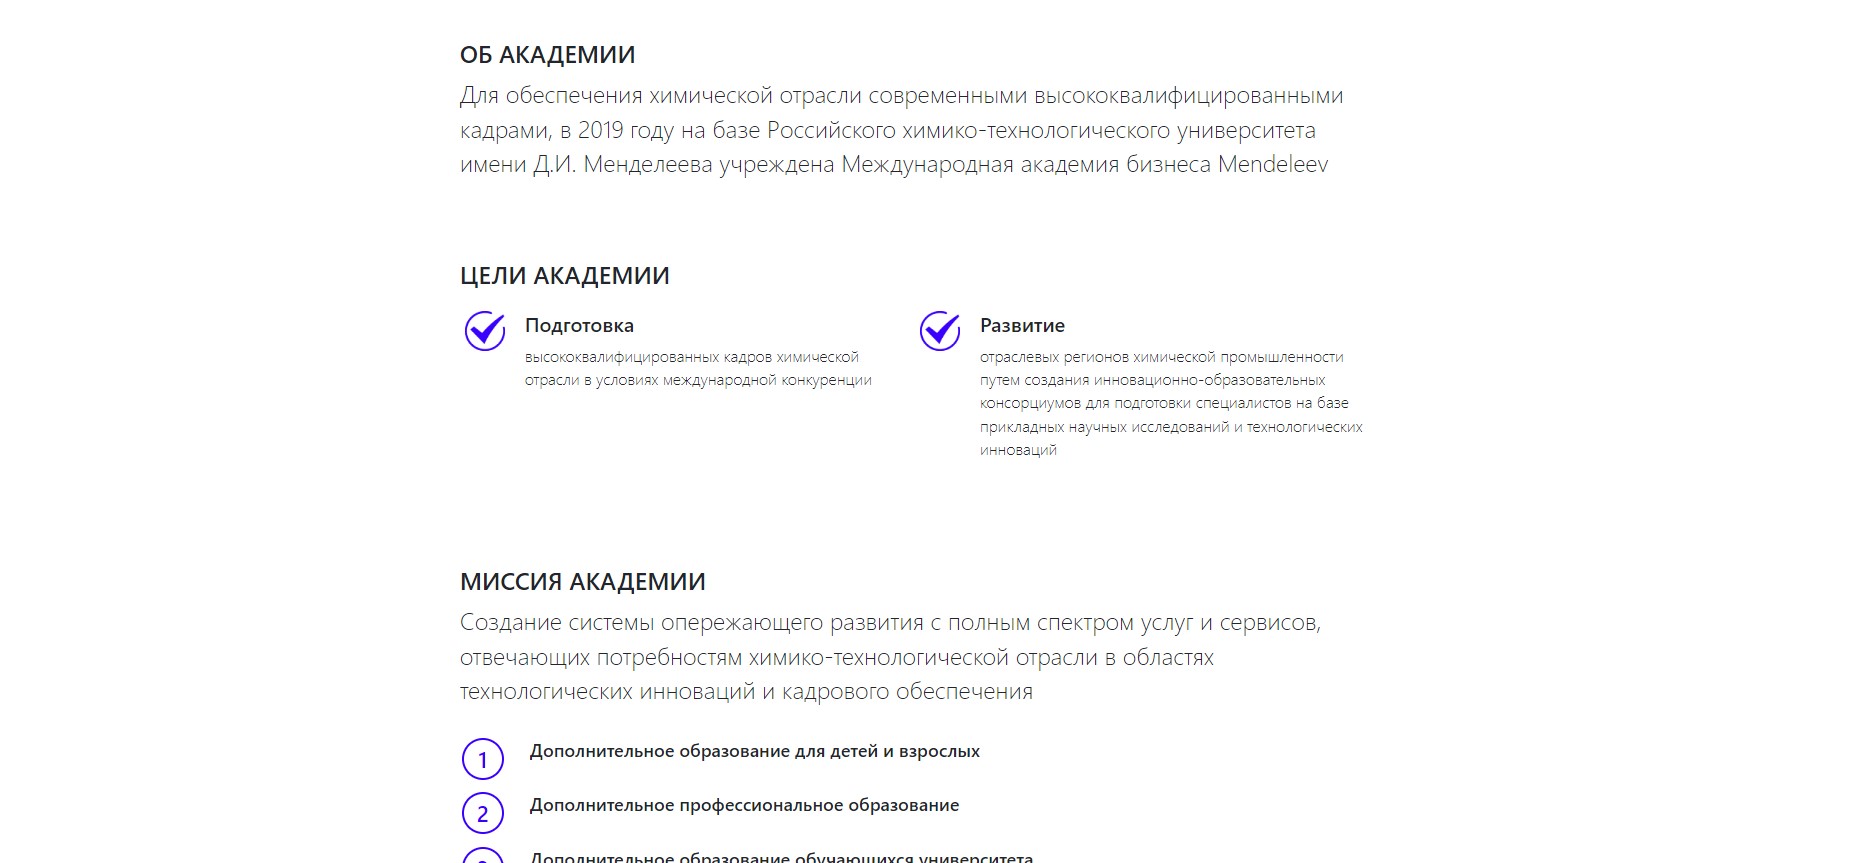 ОБ АКАДЕМИИ
Для обеспечения химической отрасли современными высококвалифицированными
кадрами, в 2019 году на базе Российского химико-технологического университета
имени Д.И. Менделеева учреждена Международная академия бизнеса Mendeleev
ЦЕЛИ АКАДЕМИИ
Подготовка
высококвалифицированных кадров химической
отрасли в условиях международной конкуренции
Развитие
отраслевых регионов химической промышленности
путем создания инновационно-образовательных
консорциумов для подготовки специалистов на базе
прикладных научных исследований и технологических
инноваций
МИССИЯ АКАДЕМИИ
Создание системы опережающего развития с полным спектром услуг и сервисов,
отвечающих потребностям химико-технологической отрасли в областях
технологических инноваций и кадрового обеспечения
1 Дополнительное образование для детей и взрослых
2 Дополнительное профессиональное образование
Дополнительное образование обучающихся университета